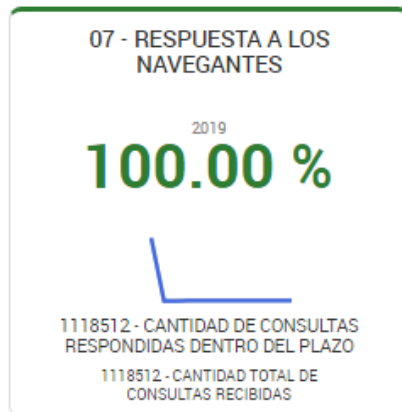 07 - RESPUESTA A LOS
NAVEGANTES
2019
100.00 %
1118512 - CANTIDAD DE CONSULTAS
RESPONDIDAS DENTRO DEL PLAZO
1118512 - CANTIDAD TOTAL DE
CONSULTAS RECIBIDAS